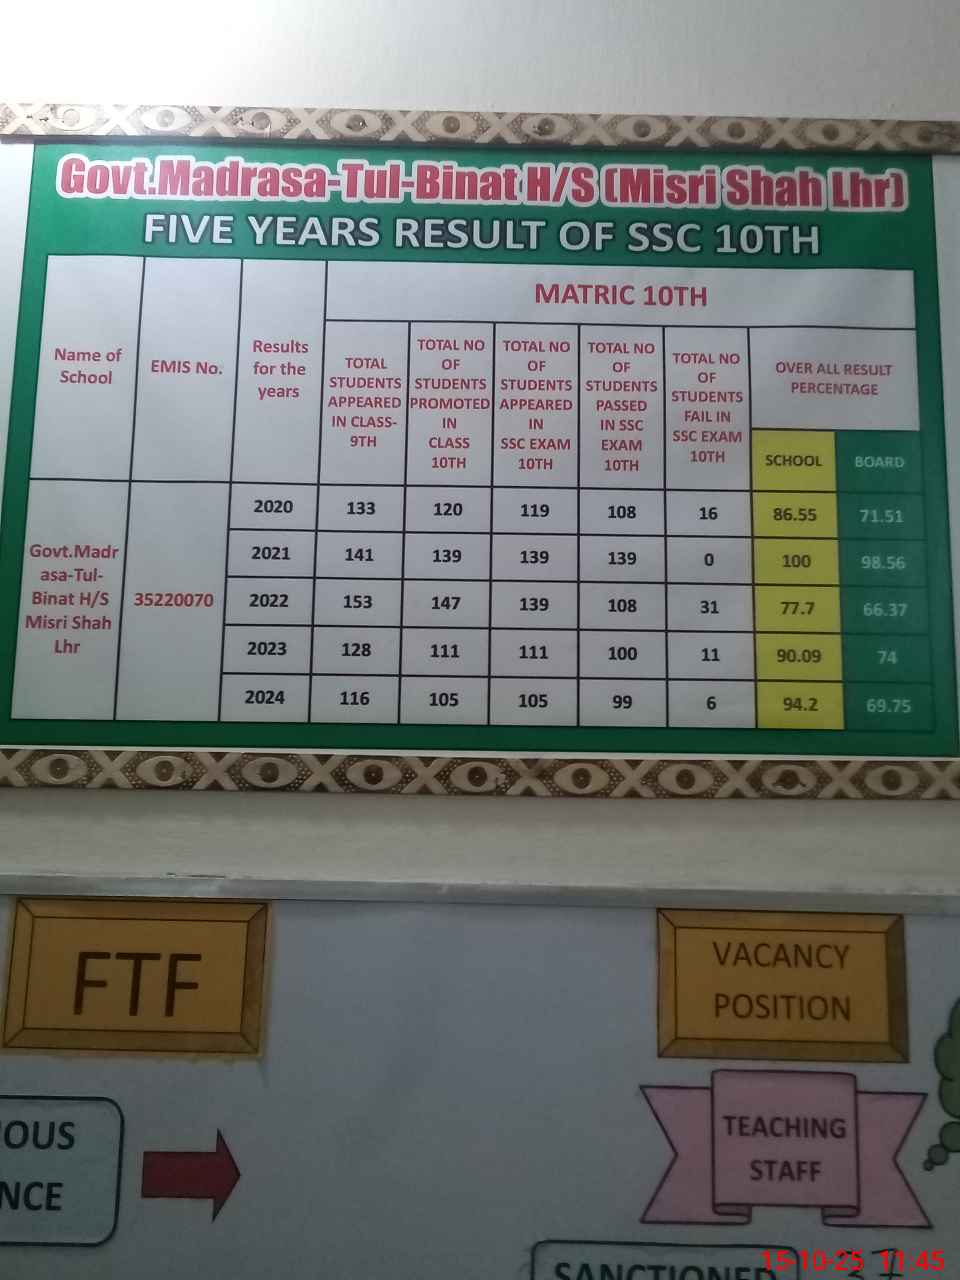 Govt.Madrasa-Tul-Binat H/S (Misri Shah Lhr)
FIVE YEARS RESULT OF SSC 10TH
MATRIC 10TH
Name of
School
EMIS No.
Results
for the
years
TOTAL
STUDENTS
APPEARED
IN CLASS-
9TH
TOTAL NO
OF
STUDENTS
PROMOTED
IN
CLASS
10TH
TOTAL NO
OF
STUDENTS
APPEARED
IN
SSC EXAM
10TH
TOTAL NO
OF
STUDENTS
PASSED
IN SSC
EXAM
10TH
TOTAL NO
OF
STUDENTS
FAIL IN
SSC EXAM
10TH
OVER ALL RESULT
PERCENTAGE
SCHOOL BOARD
Govt.Madr
asa-Tul-
Binat H/S
Misri Shah
Lhr
35220070
2020 133 120 119 108 16 86.55 71.51
2021 141 139 139 139 0 100 98.56
2022 153 147 139 108 31 77.7 66.37
2023 128 111 111 100 11 90.09 74
2024 116 105 105 99 6 94.2 69.75
FTF
VACANCY
POSITION
OUS
NCE
TEACHING
STAFF
SANCTIONED
15-10-25 11:45